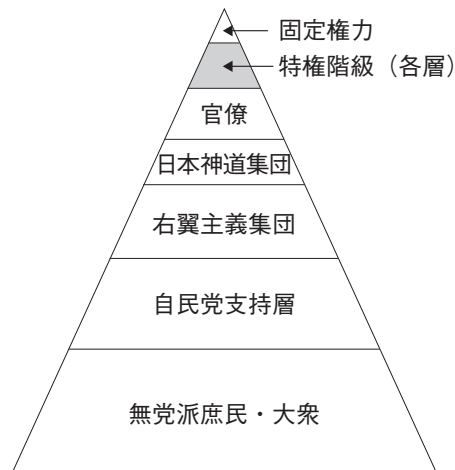 固定権力
特権階級（各層）
官僚
日本神道集団
右翼主義集団
自民党支持層
無党派庶民・大衆